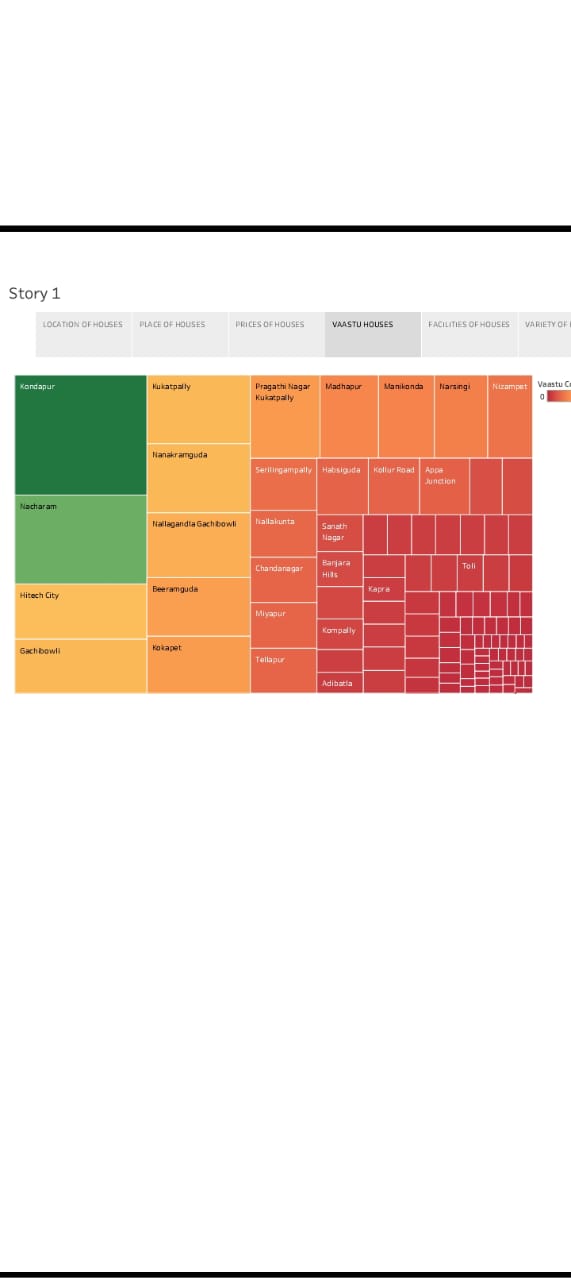 Story 1
LOCATION OF HOUSES
PLACE OF HOUSES
PRICES OF HOUSES
VAASTU HOUSES
FACILITIES OF HOUSES
VARIETY OF
Kondapur
Kukatpally
Pragathi Nagar
Kukatpally
Madhapur
Manikonda
Narsingi
Nizampet
Vaastu
0
Nanakramguda
Serilingampally
Habsiguda
Kollur Road
Appa
Junction
Nacharam
Nallagandla Gachibowli
Nallakunta
Sanath
Nagar
Chandanagar
Banjara
Hills
Toli
Hitech City
Beeramguda
Kapra
Miyapur
Kompally
Gachibowli
Kokapet
Tellapur
Adibatla